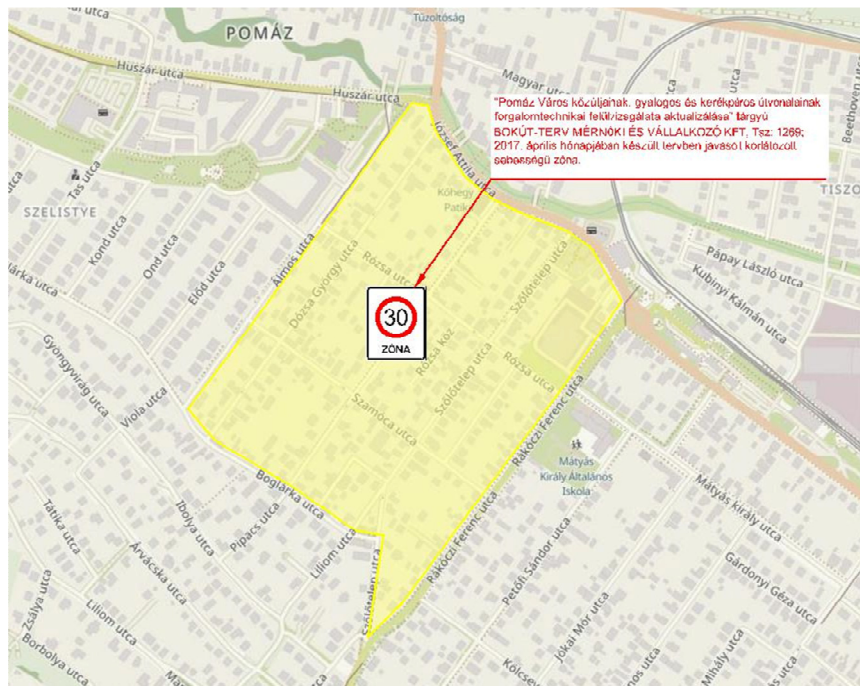 Tűzoltóság
POMÁZ
Huszár utca
Huszár utca
Magyar utca
Beethoven utca
"Pomáz Város közútjainak, gyalogos és kerékpáros útvonalainak
forgalomtechnikai felülvizsgálata aktualizálása" tárgyú
BOKÚT-TERV MÉRNÖKI ÉS VÁLLALKOZÓ KFT, Tsz: 1269;
2017. április hónapjában készült tervben javasolt korlátozott
sebességű zóna.
József Attila utca
TISZO
Tas utca
Kond utca
SZELISTYE
Ond utca
Előd utca
Álmos utca
Kőhegy
Patik
Dózsa György utca
Rózsa utca
Szőlőtelep utca
Pápay László utca
Kubinyi Kálmán utca
30
ZÓNA
Rózsa köz
Szőlőtelep utca
Rózsa utca
Gyöngyvirág utca
Viola utca
Szamóca utca
Rákóczi Ferenc utca
Mátyás
Király Általános
Iskola
Mátyás király utca
Boglárka utca
Ibolya utca
Pipacs utca
Liliom utca
Tátika utca
Árvácska utca
Rákóczi Ferenc utca
Petőfi Sándor utca
Gárdonyi Géza utca
Zsálya utca
Liliom utca
Szőlőtelep utca
Jókai Mór utca
Borbolya utca
Mihály utca